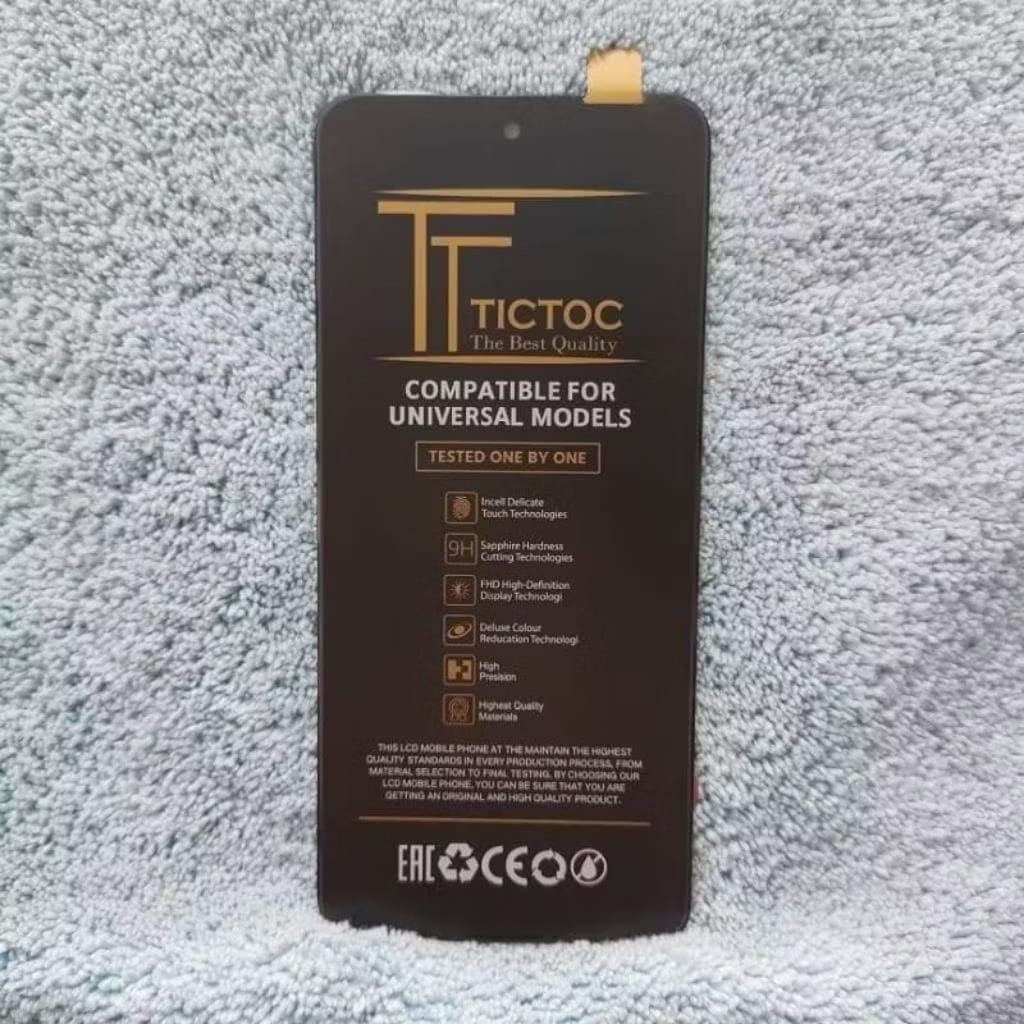 TT
TICTOC
The Best Quality
COMPATIBLE FOR
UNIVERSAL MODELS
TESTED ONE BY ONE
Incell Delicate
Touch Technologies
9H
Sapphire Hardness
Cutting Technologies
FHD High-Definition
Display Technologi
Deluxe Colour
Reducation Technologi
High
Presision
Highest Quality
Materials
THIS LCD MOBILE PHONE AT THE MAINTAIN THE HIGHEST
QUALITY STANDARDS IN EVERY PRODUCTION PROCESS, FROM
MATERIAL SELECTION TO FINAL TESTING. BY CHOOSING OUR
LCD MOBILE PHONE, YOU CAN BE SURE THAT YOU ARE
GETTING AN ORIGINAL AND HIGH QUALITY PRODUCT.
EAC CE